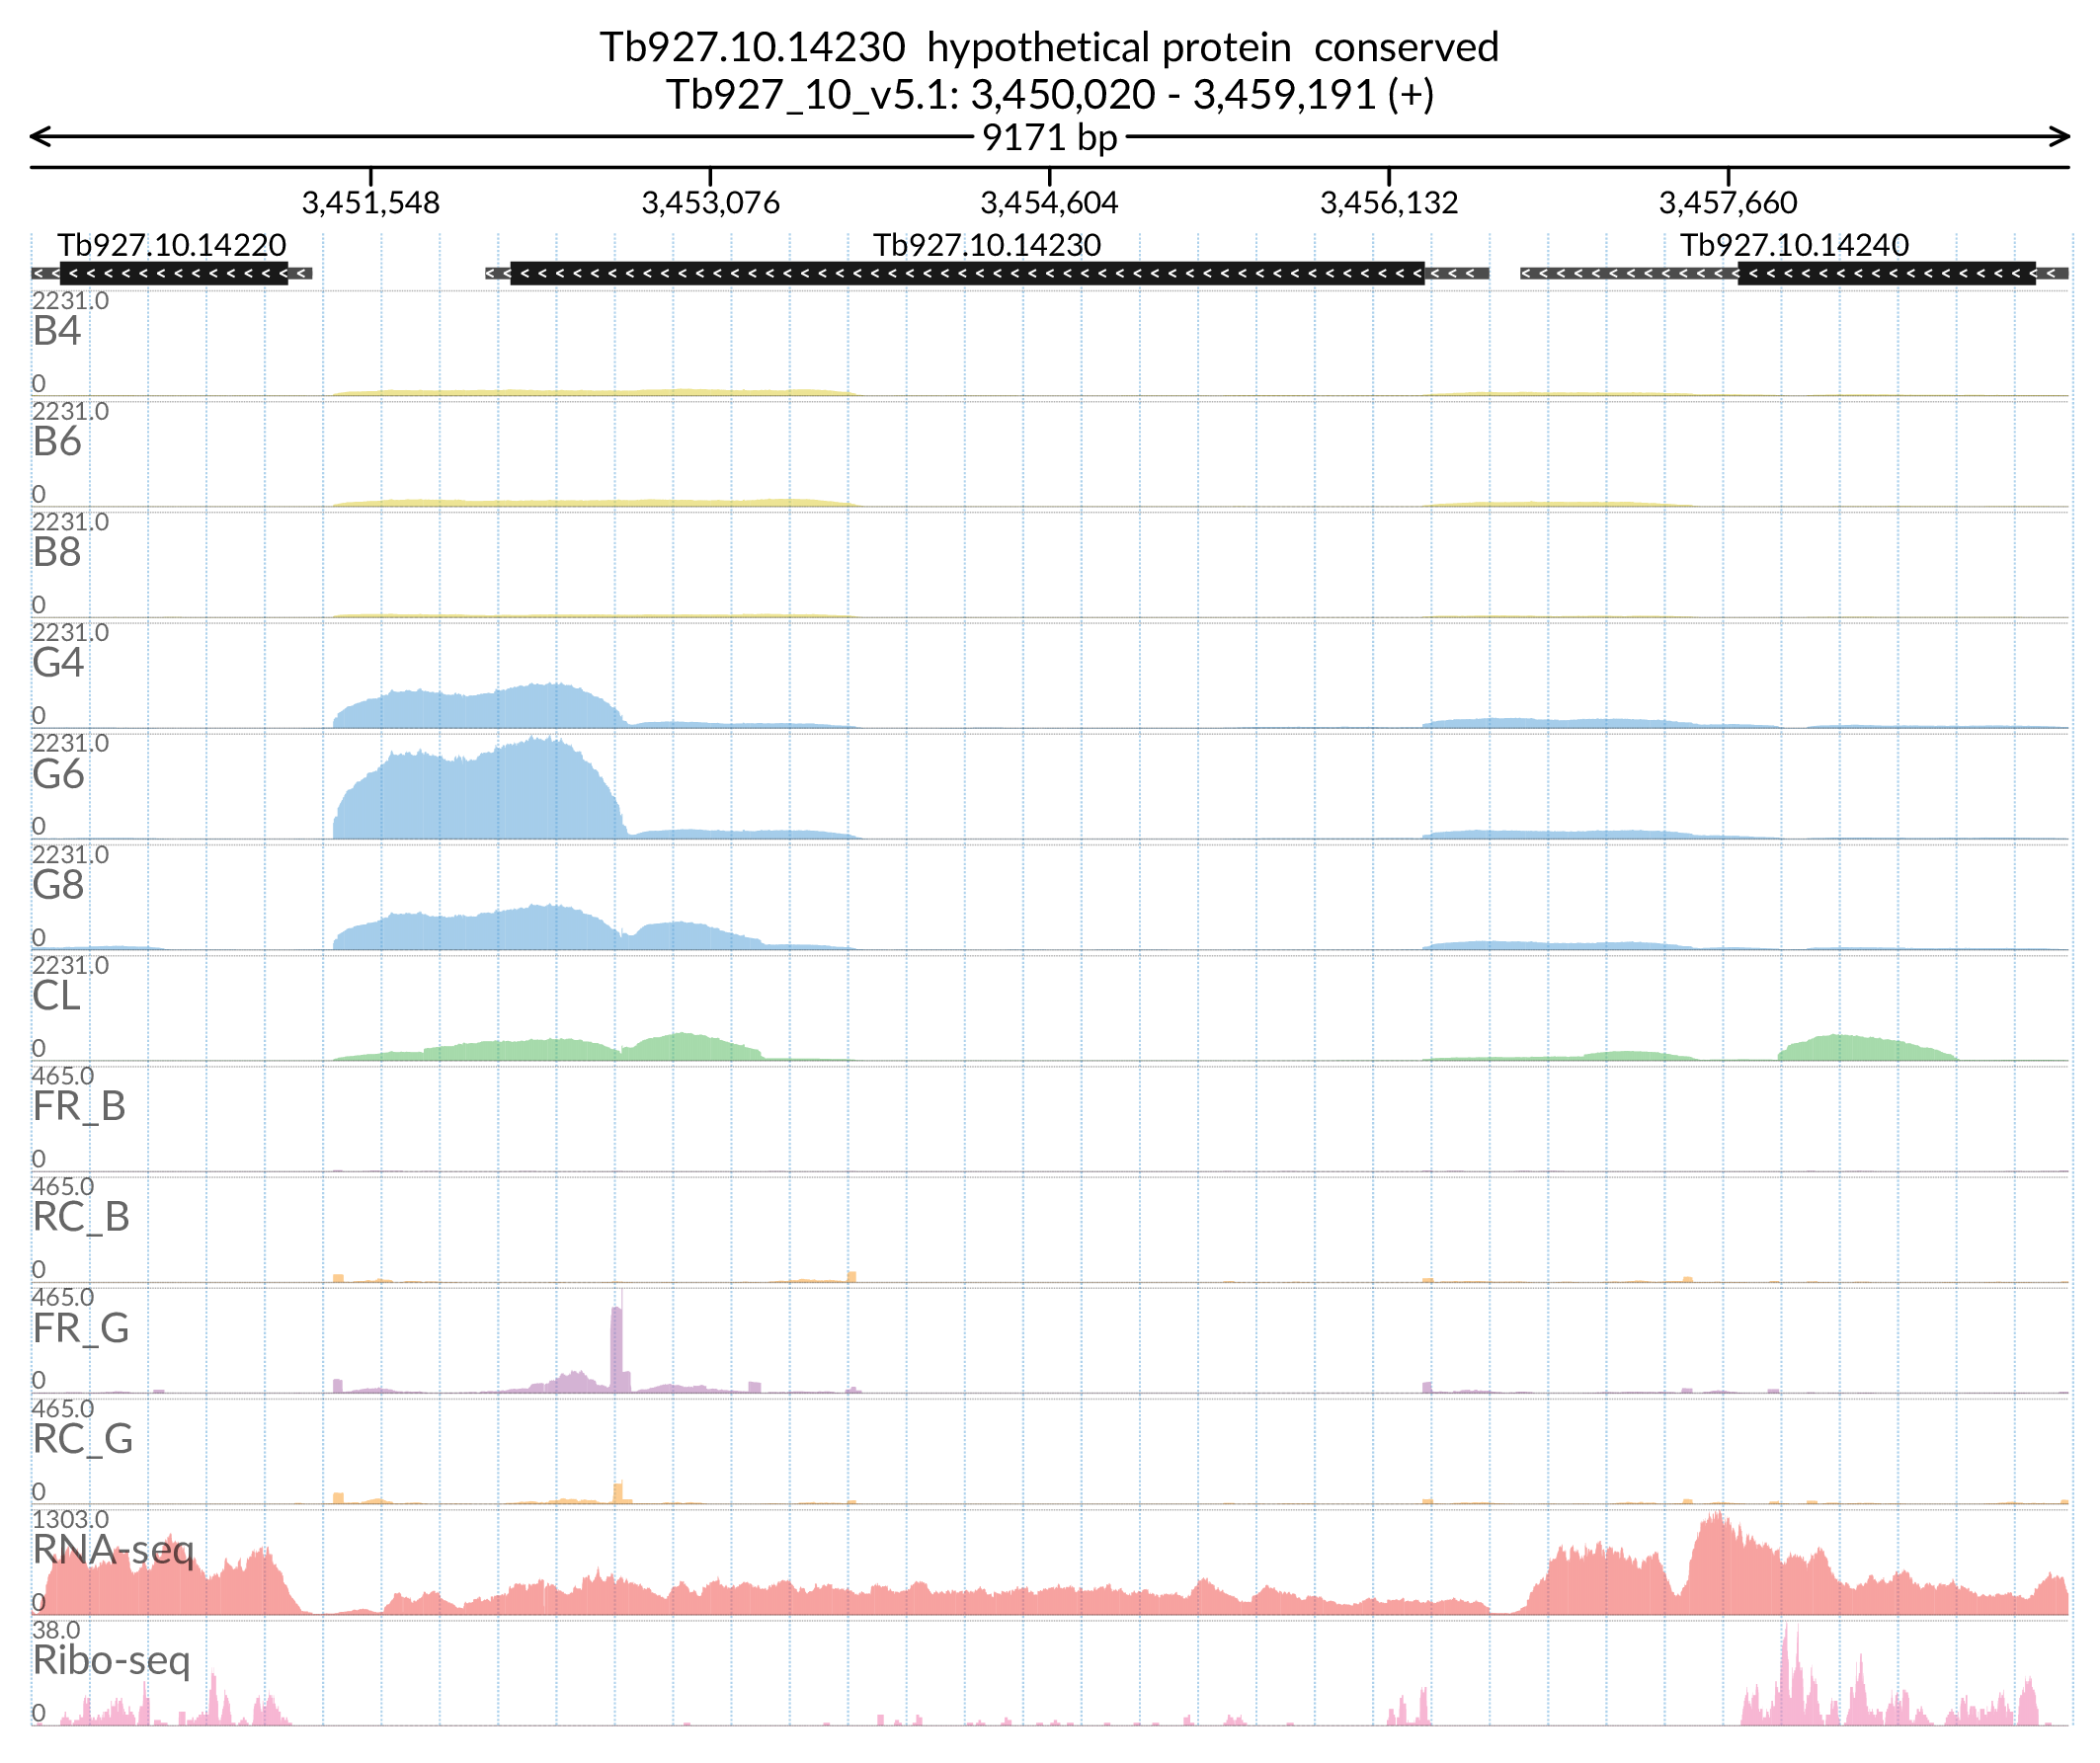 Tb927.10.14230  hypothetical protein  conserved
Tb927_10_v5.1: 3,450,020 - 3,459,191 (+)
9171 bp
3,451,548 3,453,076 3,454,604 3,456,132 3,457,660
Tb927.10.14220 Tb927.10.14230 Tb927.10.14240
2231.0
B4
0
2231.0
B6
0
2231.0
B8
0
2231.0
G4
0
2231.0
G6
0
2231.0
G8
0
2231.0
CL
0
465.0
FR_B
0
465.0
RC_B
0
465.0
FR_G
0
465.0
RC_G
0
1303.0
RNA-seq
0
38.0
Ribo-seq
0